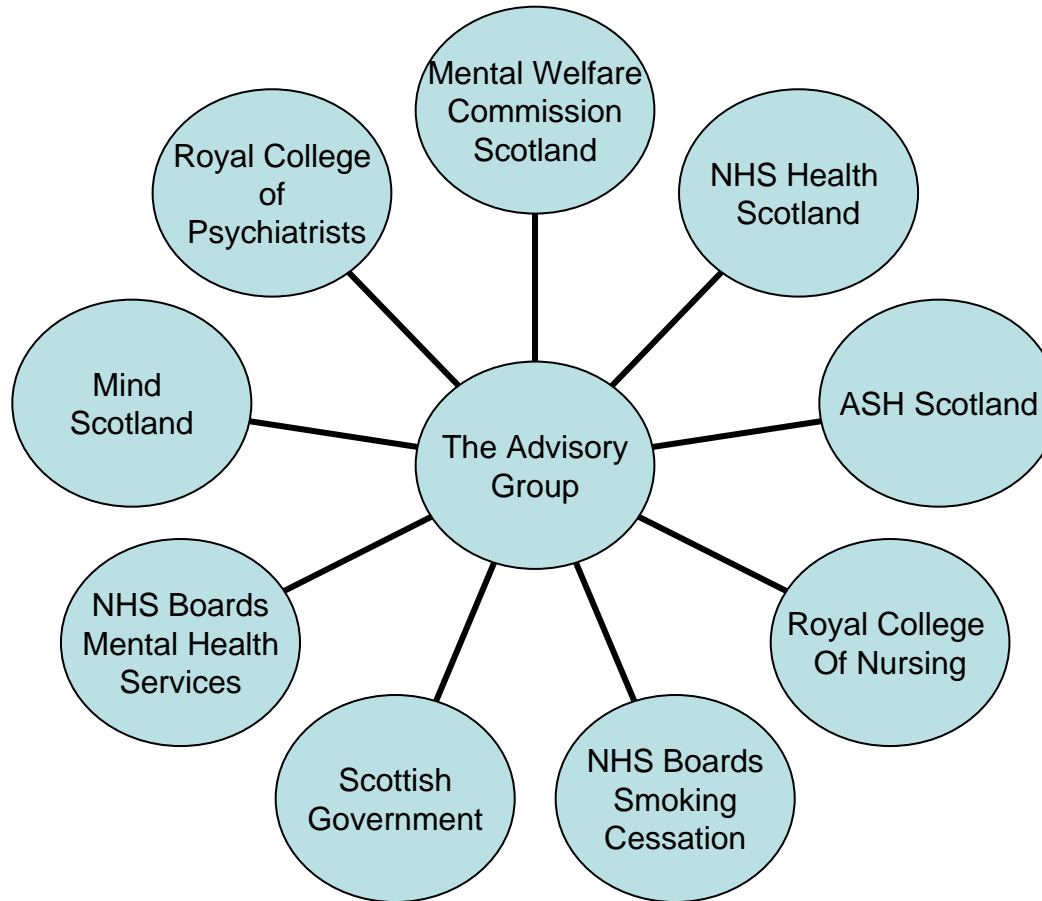 Mental Welfare
Commission
Scotland
Royal College
of
Psychiatrists
NHS Health
Scotland
Mind
Scotland
ASH Scotland
The Advisory
Group
NHS Boards
Mental Health
Services
Royal College
Of Nursing
Scottish
Government
NHS Boards
Smoking
Cessation